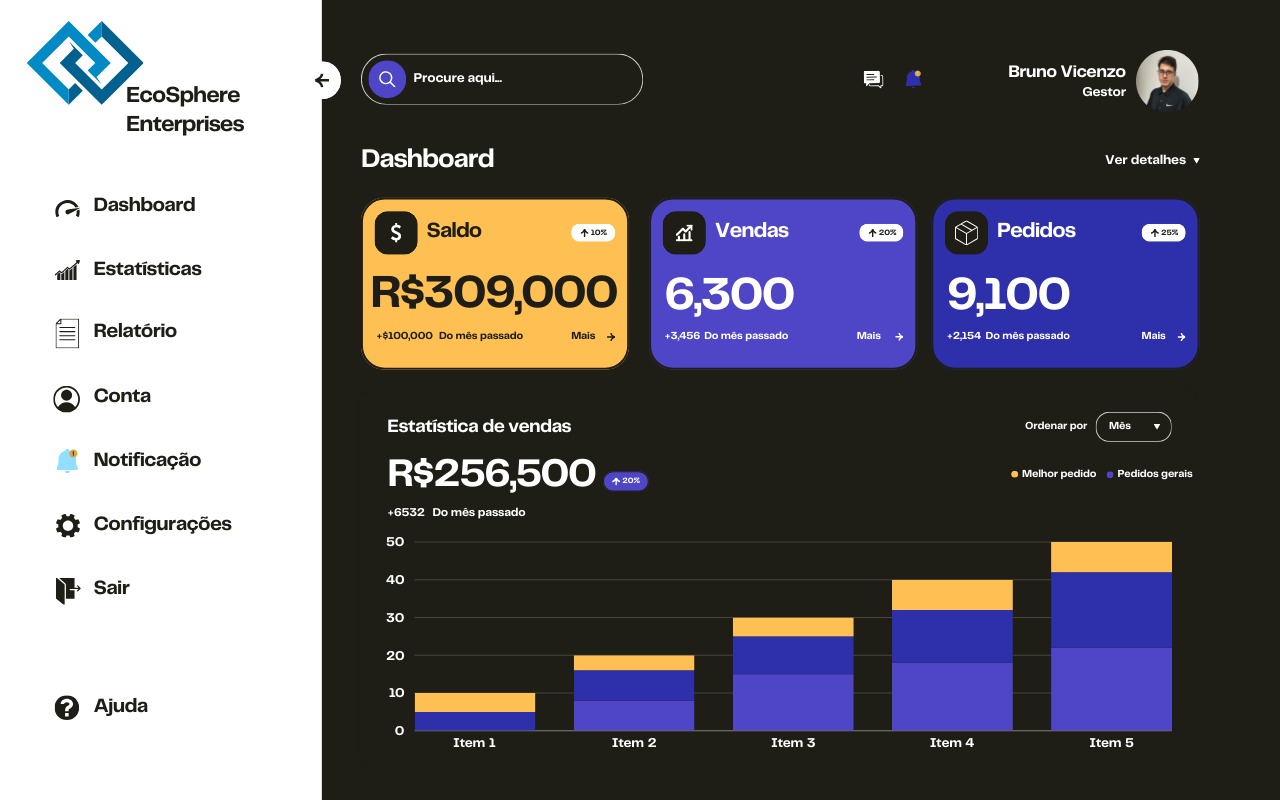 EcoSphere
Enterprises
Dashboard
Estatísticas
Relatório
Conta
Notificação
Configurações
Sair
Ajuda
Procure aqui...
Bruno Vicenzo
Gestor
Dashboard
Ver detalhes
$ Saldo 10%
R$309,000
+$100,000 Do mês passado Mais
Vendas 20%
6,300
+3,456 Do mês passado Mais
Pedidos 25%
9,100
+2,154 Do mês passado Mais
Estatística de vendas
Ordenar por Mês
R$256,500 20%
Melhor pedido Pedidos gerais
+6532 Do mês passado
50
40
30
20
10
0
Item 1 Item 2 Item 3 Item 4 Item 5